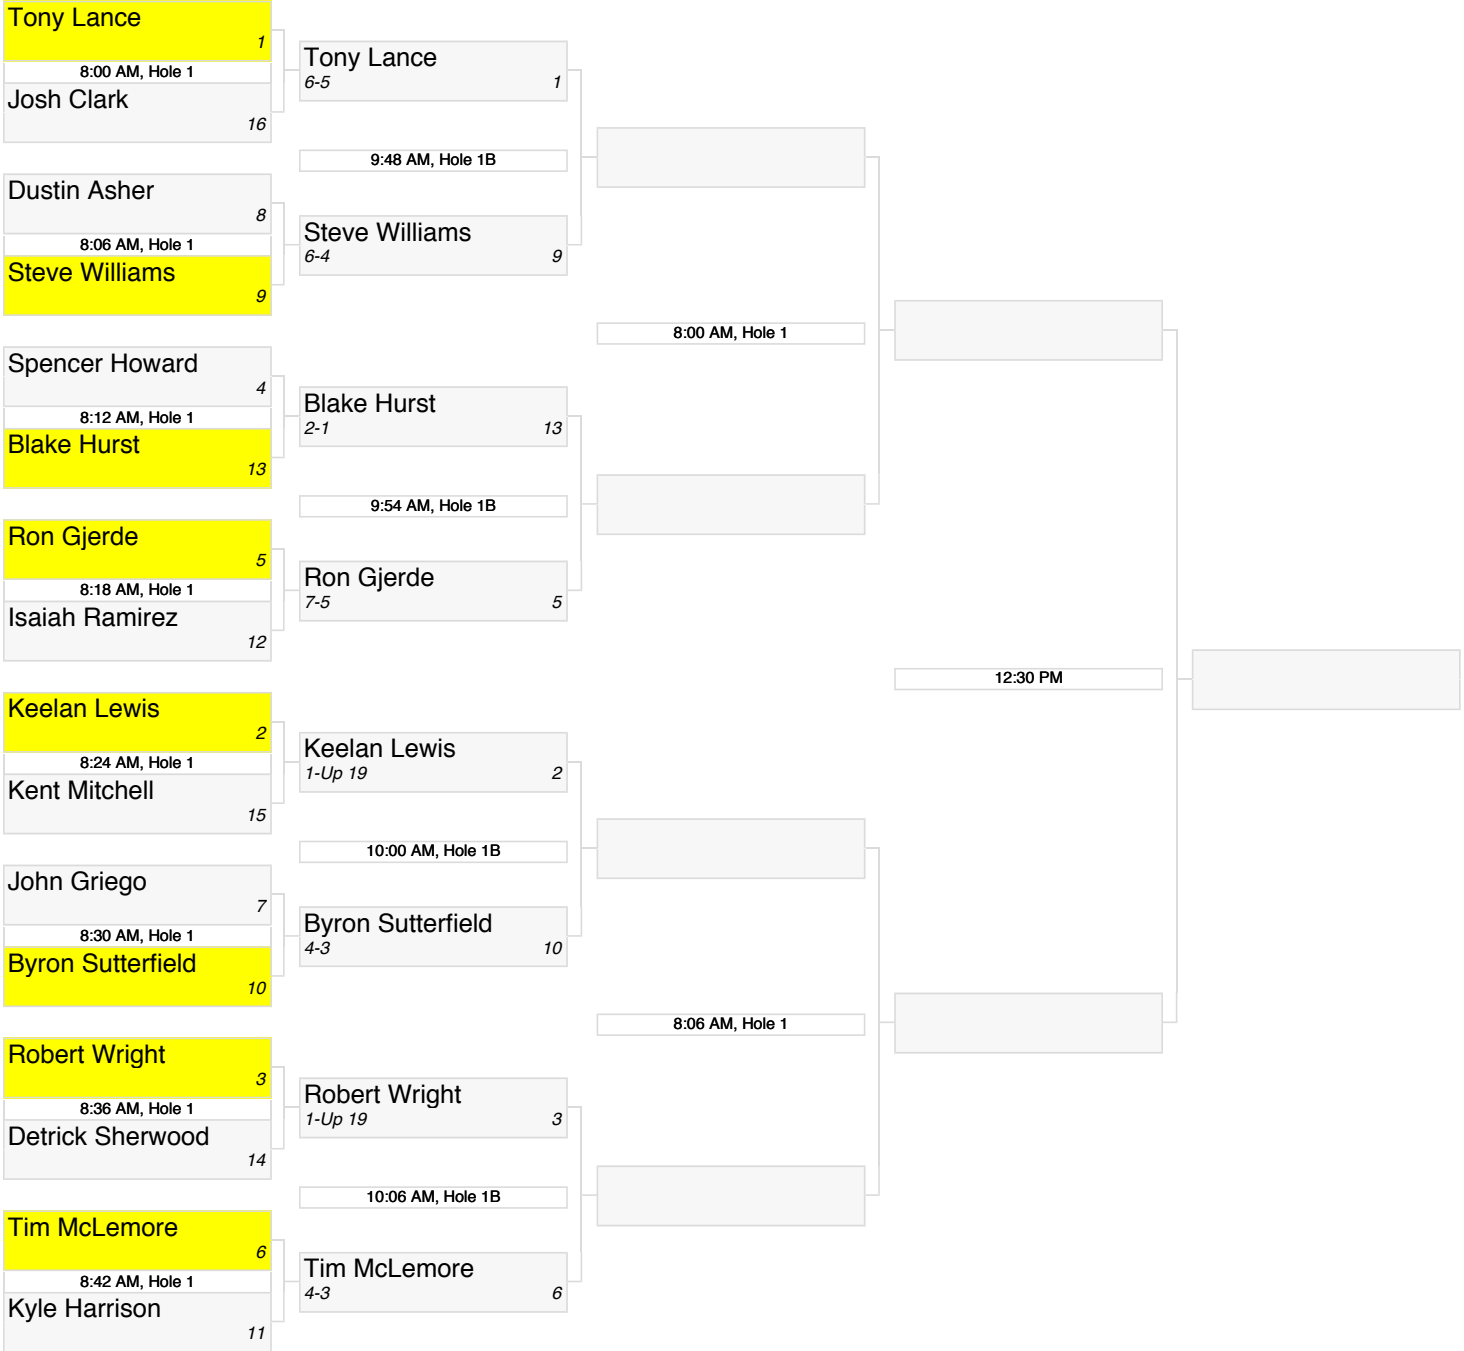 Tony Lance
1
8:00 AM, Hole 1
Josh Clark
16
Dustin Asher
8
8:06 AM, Hole 1
Steve Williams
9
Spencer Howard
4
8:12 AM, Hole 1
Blake Hurst
13
Ron Gjerde
5
8:18 AM, Hole 1
Isaiah Ramirez
12
Keelan Lewis
2
8:24 AM, Hole 1
Kent Mitchell
15
John Griego
7
8:30 AM, Hole 1
Byron Sutterfield
10
Robert Wright
3
8:36 AM, Hole 1
Detrick Sherwood
14
Tim McLemore
6
8:42 AM, Hole 1
Kyle Harrison
11
Tony Lance
6-5 1
9:48 AM, Hole 1B
Steve Williams
6-4 9
Blake Hurst
2-1 13
9:54 AM, Hole 1B
Ron Gjerde
7-5 5
Keelan Lewis
1-Up 19 2
10:00 AM, Hole 1B
Byron Sutterfield
4-3 10
Robert Wright
1-Up 19 3
10:06 AM, Hole 1B
Tim McLemore
4-3 6
8:00 AM, Hole 1
8:06 AM, Hole 1
12:30 PM